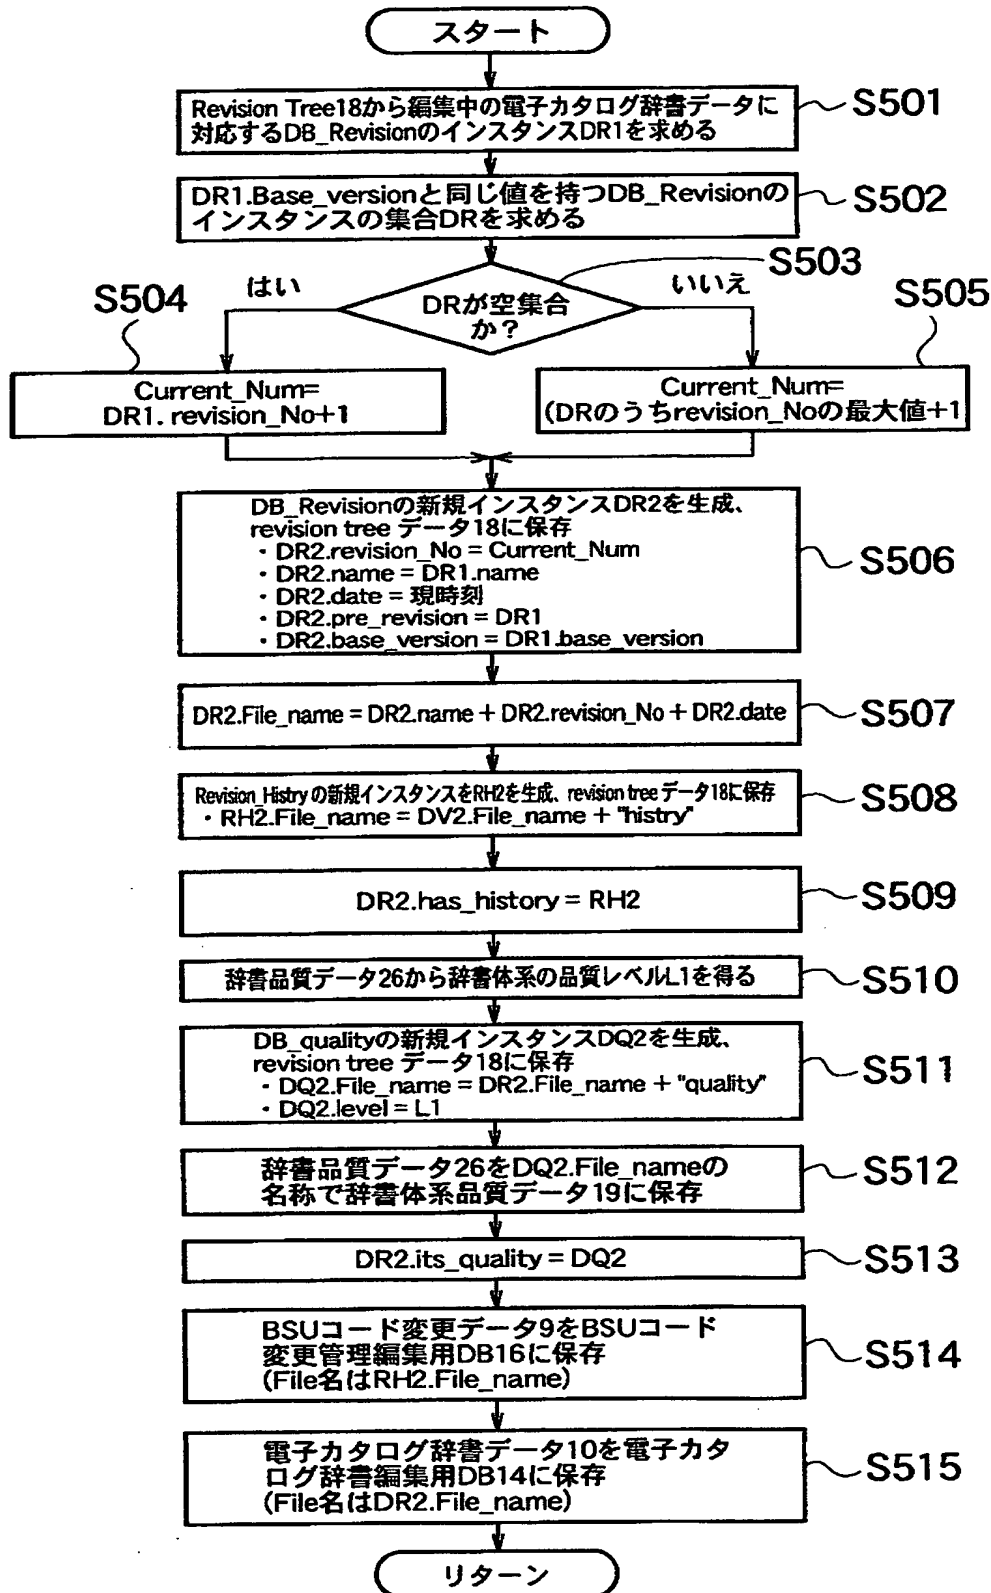 スタート
Revision Tree18から編集中の電子カタログ辞書データに
対応するDB_RevisionのインスタンスDR1を求める
S501
DR1.Base_versionと同じ値を持つDB_Revisionの
インスタンスの集合DRを求める
S502
S503
はい
いいえ
DRが空集合
か？
S504
S505
Current_Num=
DR1. revision_No+1
Current_Num=
(DRのうちrevision_Noの最大値+1
DB_Revisionの新規インスタンスDR2を生成、
revision tree データ18に保存
・DR2.revision_No = Current_Num
・DR2.name = DR1.name
・DR2.date = 現時刻
・DR2.pre_revision = DR1
・DR2.base_version = DR1.base_version
S506
DR2.File_name = DR2.name + DR2.revision_No + DR2.date
S507
Revision_Histryの新規インスタンスをRH2を生成、revision tree データ18に保存
・RH2.File_name = DV2.File_name + "histry"
S508
DR2.has_history = RH2
S509
辞書品質データ26から辞書体系の品質レベルL1を得る
S510
DB_qualityの新規インスタンスDQ2を生成、
revision tree データ18に保存
・DQ2.File_name = DR2.File_name + "quality"
・DQ2.level = L1
S511
辞書品質データ26をDQ2.File_nameの
名称で辞書体系品質データ19に保存
S512
DR2.its_quality = DQ2
S513
BSUコード変更データ9をBSUコード
変更管理編集用DB16に保存
(File名はRH2.File_name)
S514
電子カタログ辞書データ10を電子カタ
ログ辞書編集用DB14に保存
(File名はDR2.File_name)
S515
リターン